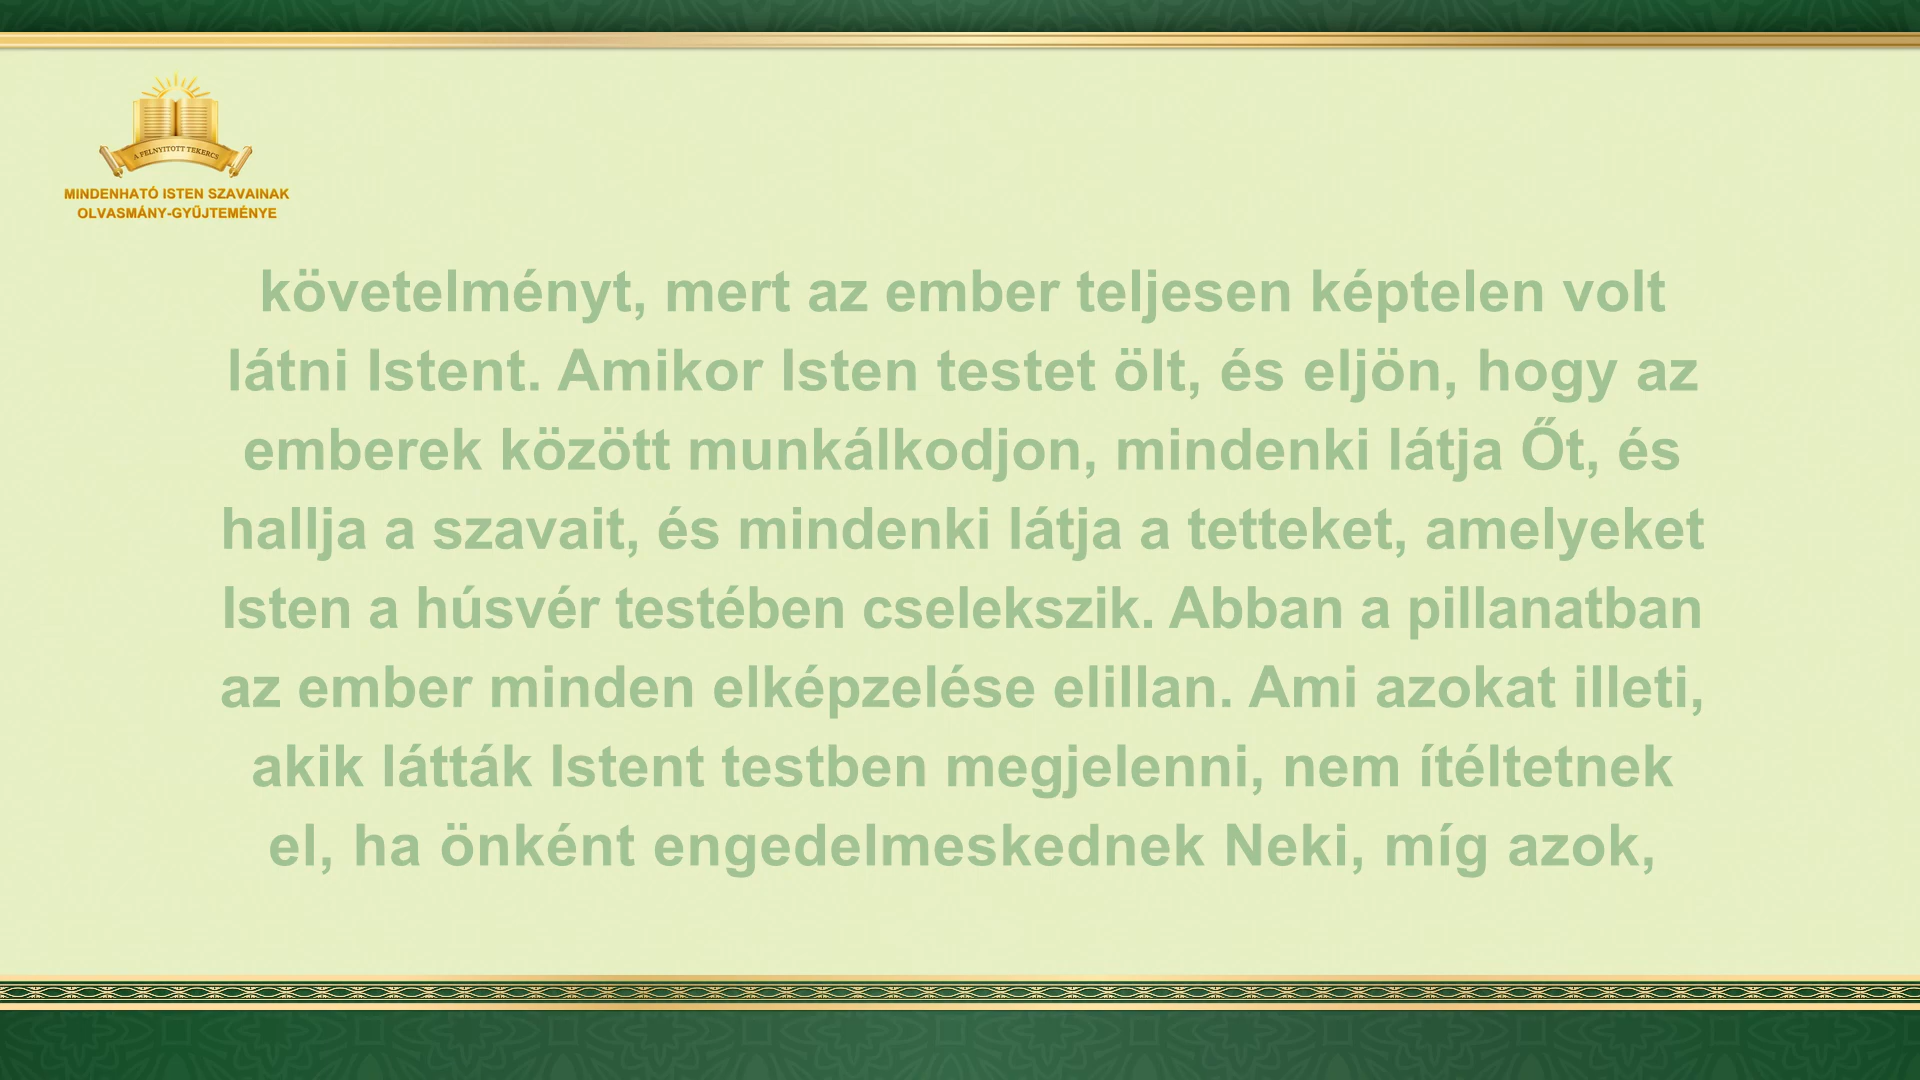 A FELNYITOTT TEKERCS
MINDENHATÓ ISTEN SZAVAINAK
OLVASMÁNY-GYŰJTEMÉNYE
követelményt, mert az ember teljesen képtelen volt
látni Istent. Amikor Isten testet ölt, és eljön, hogy az
emberek között munkálkodjon, mindenki látja Őt, és
hallja a szavait, és mindenki látja a tetteket, amelyeket
Isten a húsvér testében cselekszik. Abban a pillanatban
az ember minden elképzelése elillan. Ami azokat illeti,
akik látták Istent testben megjelenni, nem ítéltetnek
el, ha önként engedelmeskednek Neki, míg azok,